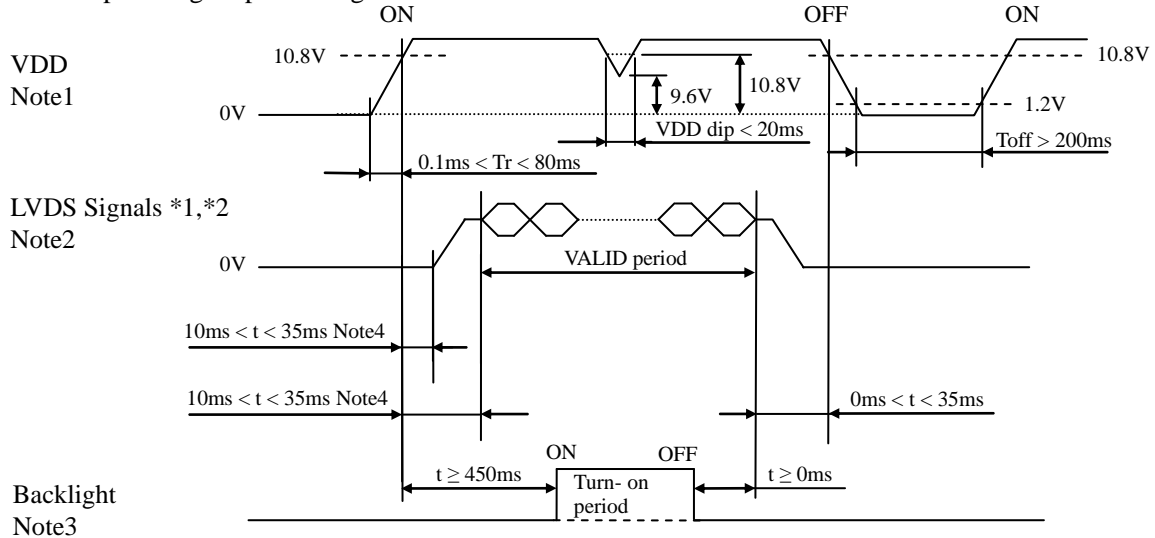 ON OFF ON
VDD
Note1
10.8V
10.8V
9.6V
10.8V
1.2V
0V
VDD dip < 20ms
Toff > 200ms
0.1ms < Tr < 80ms
LVDS Signals *1,*2
Note2
0V
VALID period
10ms < t < 35ms Note4
10ms < t < 35ms Note4
0ms < t < 35ms
ON OFF
t ≥ 450ms
Turn- on
period
t ≥ 0ms
Backlight
Note3